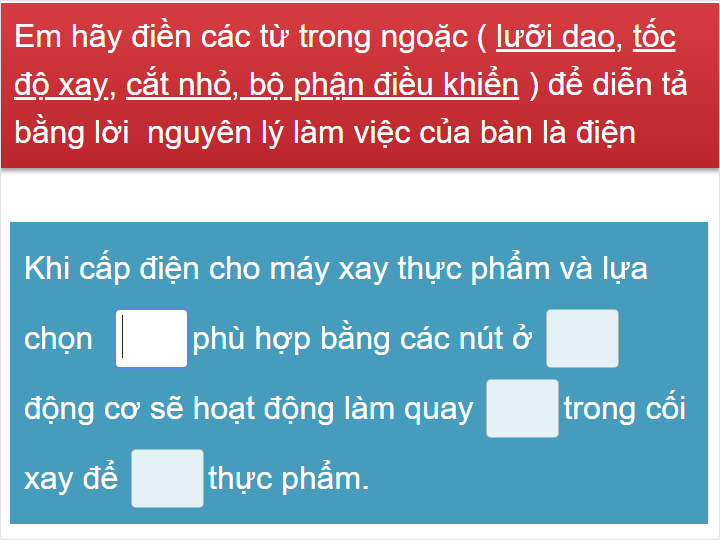 Em hãy điền các từ trong ngoặc ( lưỡi dao, tốc
độ xay, cắt nhỏ, bộ phận điều khiển ) để diễn tả
bằng lời nguyên lý làm việc của bàn là điện
Khi cấp điện cho máy xay thực phẩm và lựa
chọn phù hợp bằng các nút ở
động cơ sẽ hoạt động làm quay trong cối
xay để thực phẩm.